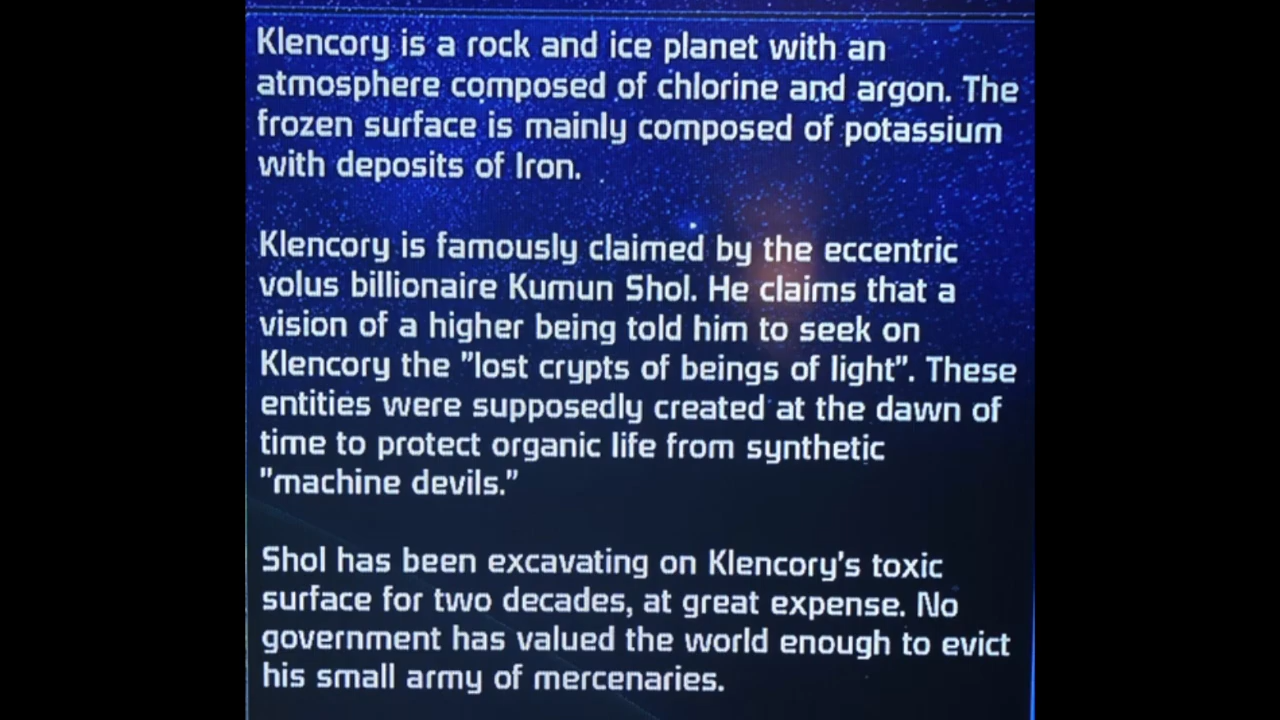 Klencory is a rock and ice planet with an
atmosphere composed of chlorine and argon. The
frozen surface is mainly composed of potassium
with deposits of Iron.
Klencory is famously claimed by the eccentric
volus billionaire Kumun Shol. He claims that a
vision of a higher being told him to seek on
Klencory the "lost crypts of beings of light". These
entities were supposedly created at the dawn of
time to protect organic life from synthetic
"machine devils."
Shol has been excavating on Klencory's toxic
surface for two decades, at great expense. No
government has valued the world enough to evict
his small army of mercenaries.